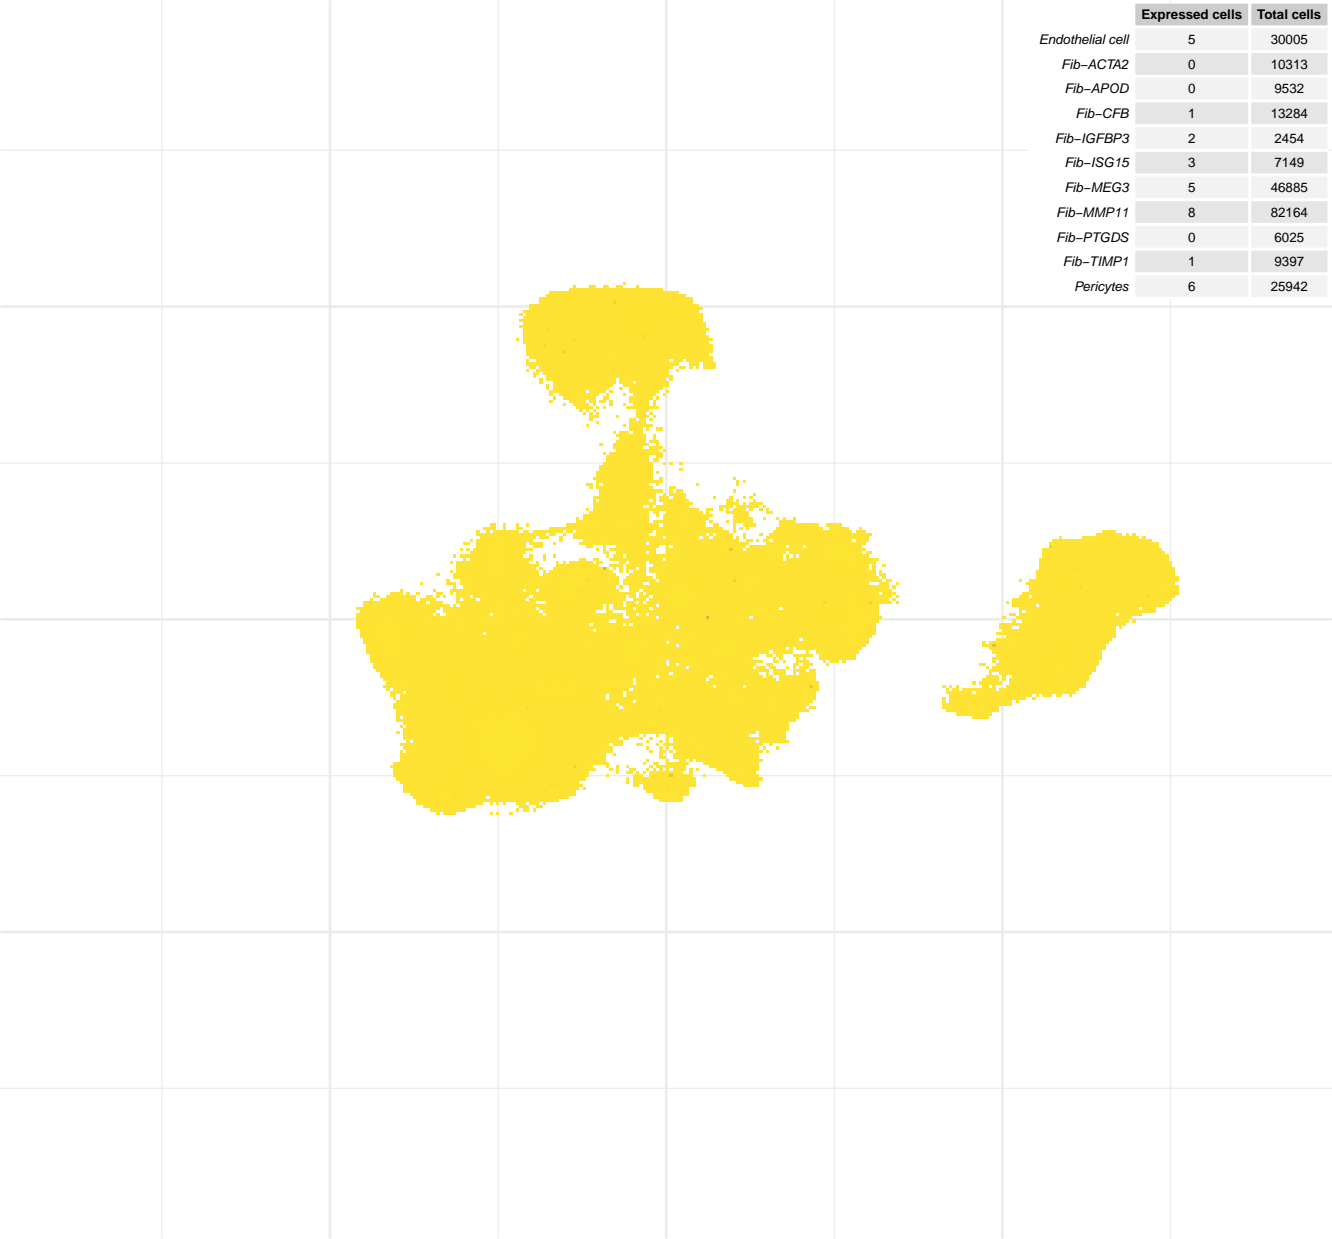 Expressed cells Total cells
Endothelial cell 5 30005
Fib−ACTA2 0 10313
Fib−APOD 0 9532
Fib−CFB 1 13284
Fib−IGFBP3 2 2454
Fib−ISG15 3 7149
Fib−MEG3 5 46885
Fib−MMP11 8 82164
Fib−PTGDS 0 6025
Fib−TIMP1 1 9397
Pericytes 6 25942